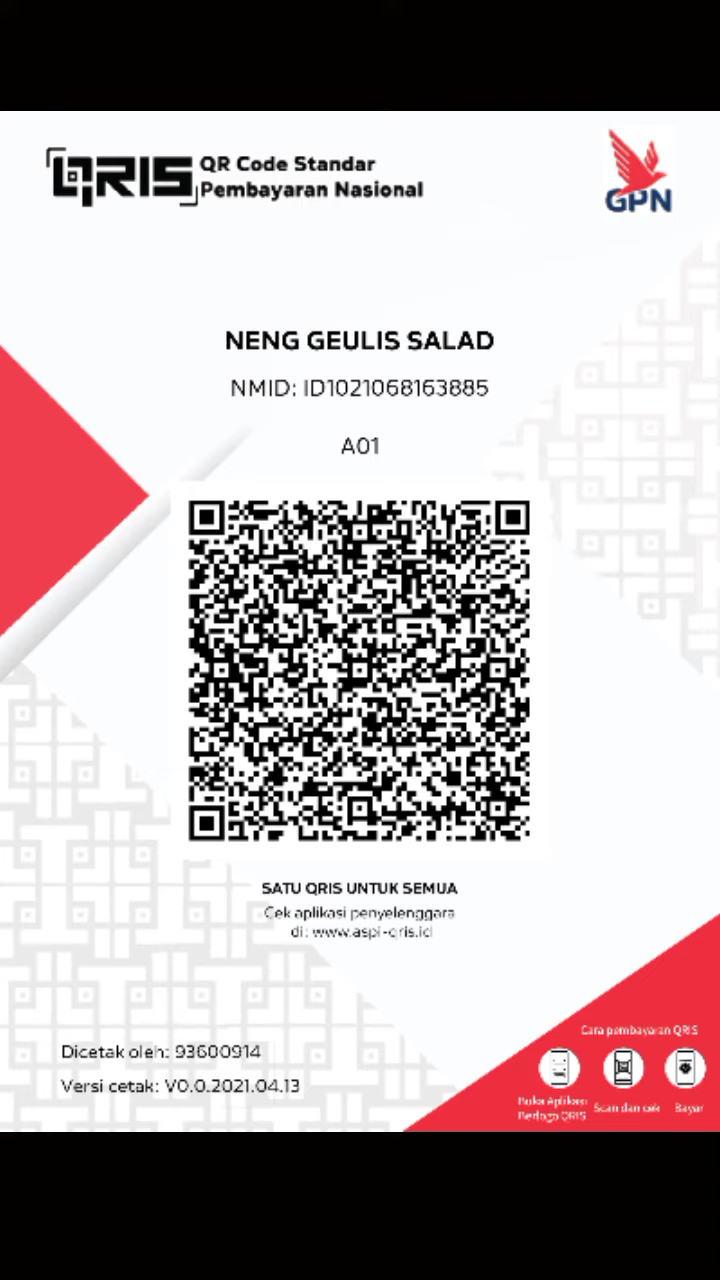 QRIS
QR Code Standar
Pembayaran Nasional
GPN
NENG GEULIS SALAD
NMID: ID1021068163885
A01
SATU QRIS UNTUK SEMUA
Cek aplikasi penyelenggara
di: www.aspi-qris.id
Dicetak oleh: 93600914
Versi cetak: V0.0.2021.04.13
Cara pembayaran QRIS
Buka Aplikasi
Berlogo QRIS
Scan dan cek
Bayar